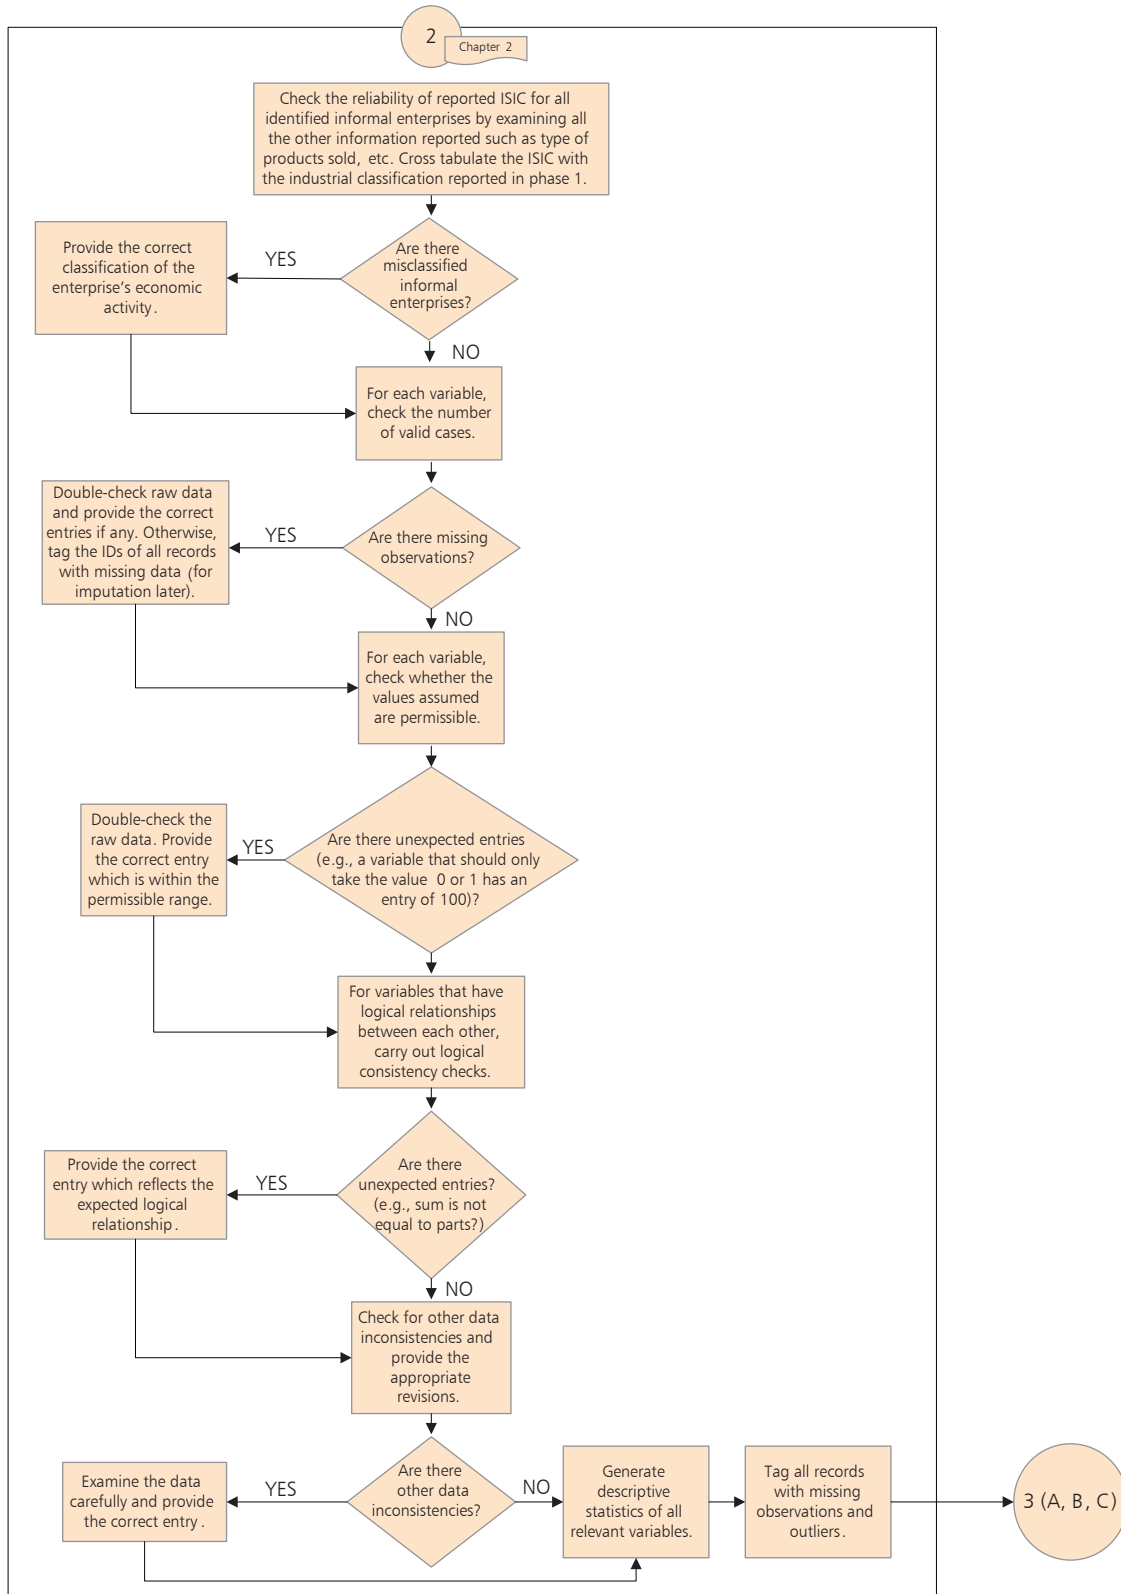 2
Chapter 2
Check the reliability of reported ISIC for all
identified informal enterprises by examining all
the other information reported such as type of
products sold, etc. Cross tabulate the ISIC with
the industrial classification reported in phase 1.
Are there
misclassified
informal
enterprises?
YES
Provide the correct
classification of the
enterprise's economic
activity.
NO
For each variable,
check the number
of valid cases.
Are there missing
observations?
YES
Double-check raw data
and provide the correct
entries if any. Otherwise,
tag the IDs of all records
with missing data (for
imputation later).
NO
For each variable,
check whether the
values assumed
are permissible.
Are there unexpected entries
(e.g., a variable that should only
take the value 0 or 1 has an
entry of 100)?
YES
Double-check the
raw data. Provide
the correct entry
which is within the
permissible range.
For variables that have
logical relationships
between each other,
carry out logical
consistency checks.
Are there
unexpected entries?
(e.g., sum is not
equal to parts?)
YES
Provide the correct
entry which reflects the
expected logical
relationship.
NO
Check for other data
inconsistencies and
provide the
appropriate
revisions.
Are there
other data
inconsistencies?
YES
Examine the data
carefully and provide
the correct entry.
NO
Generate
descriptive
statistics of all
relevant variables.
Tag all records
with missing
observations and
outliers.
3 (A, B, C)